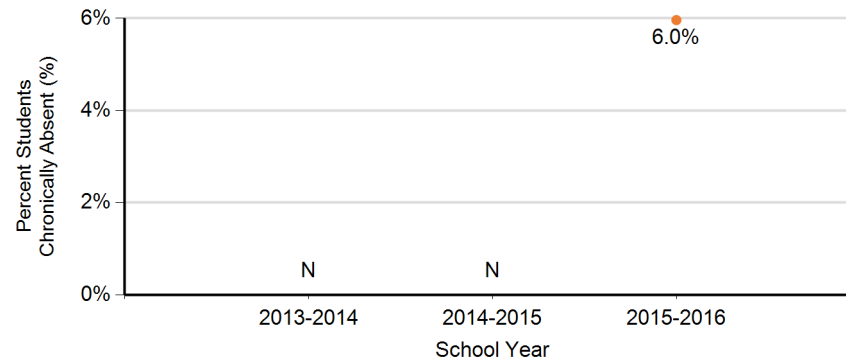 Percent Students
Chronically Absent (%)
6%
6.0%
4%
2%
N N
0%
2013-2014 2014-2015 2015-2016
School Year